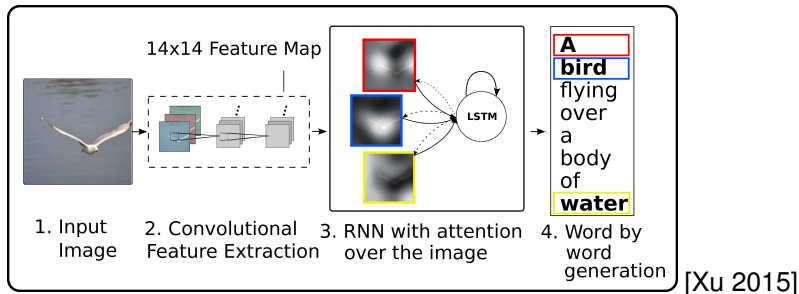 14x14 Feature Map
LSTM
A
bird
flying
over
a
body
of
water
1. Input
Image
2. Convolutional
Feature Extraction
3. RNN with attention
over the image
4. Word by
word
generation
[Xu 2015]